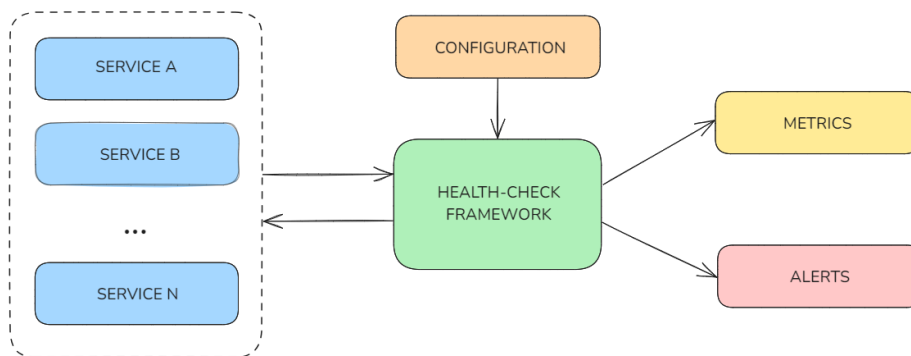 SERVICE A
SERVICE B
...
SERVICE N
CONFIGURATION
HEALTH-CHECK
FRAMEWORK
METRICS
ALERTS